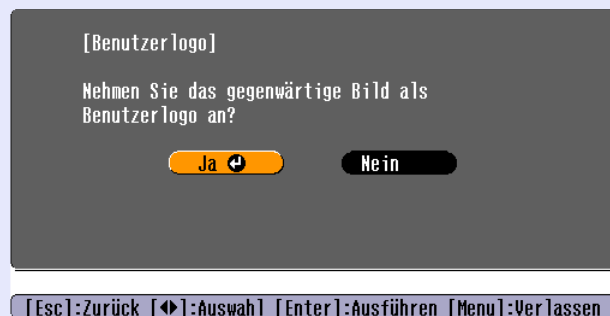 [Benutzerlogo]
Nehmen Sie das gegenwärtige Bild als
Benutzerlogo an?
Ja Nein
[Esc]:Zurück [◆]:Auswahl [Enter]:Ausführen [Menu]:Verlassen